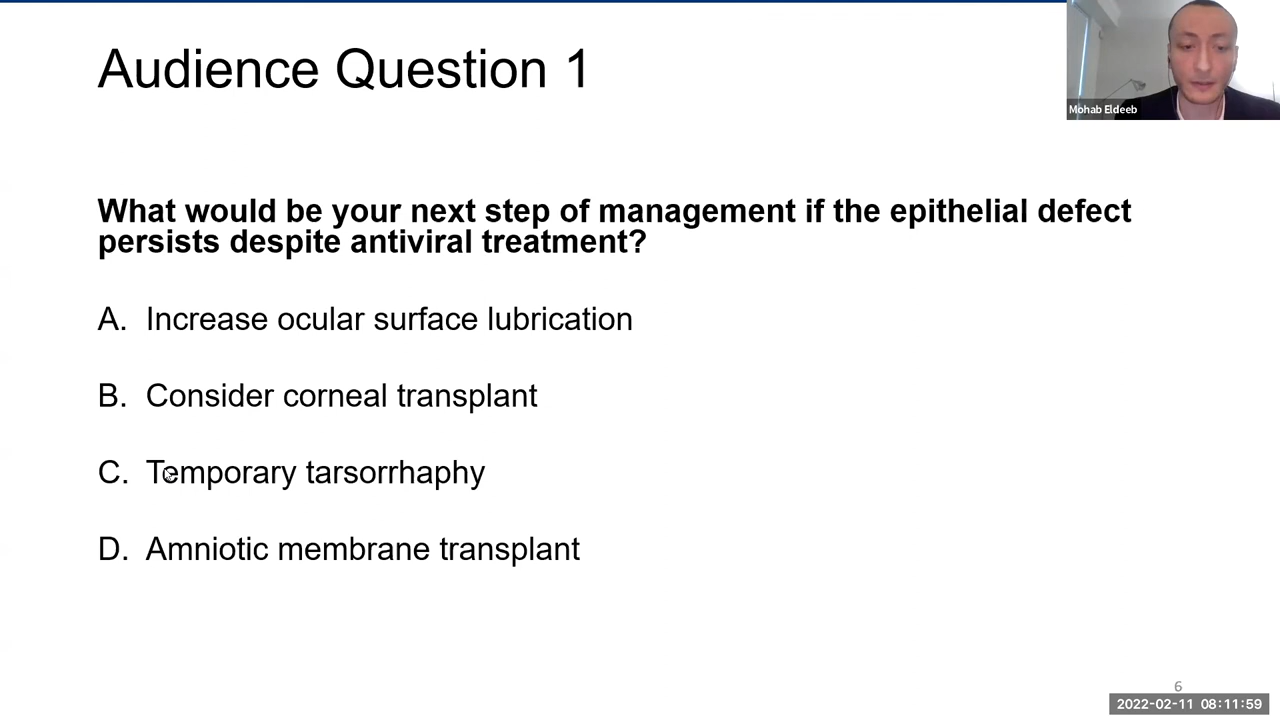 Audience Question 1
Mohab Eldeeb
What would be your next step of management if the epithelial defect
persists despite antiviral treatment?
A. Increase ocular surface lubrication
B. Consider corneal transplant
C. Temporary tarsorrhaphy
D. Amniotic membrane transplant
6
2022-02-11 08:11:59